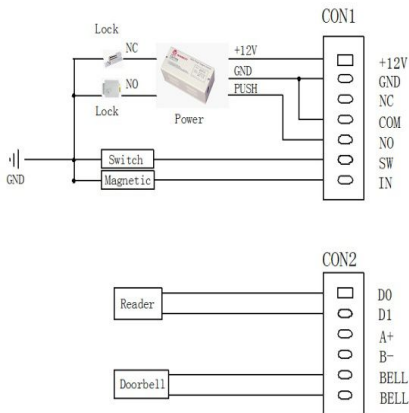 CON1
Lock
NC
NO
Lock
Power
+12V
GND
PUSH
+12V
GND
NC
COM
NO
SW
IN
GND
Switch
Magnetic
CON2
Reader
Doorbell
D0
D1
A+
B-
BELL
BELL